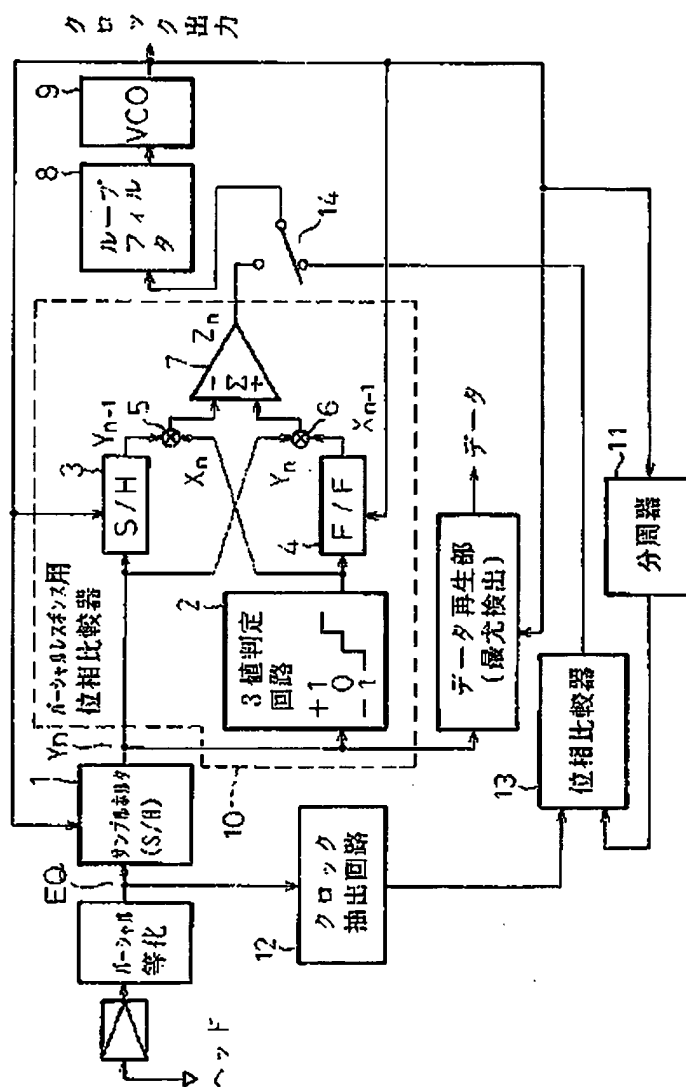 ヘッド
パーシャル
等化
EQ
1
サンプルホルダ
(S/H)
Yn
パーシャルレスポンス用
位相比較器
10
2
3値判定
回路
+1
0
-1
3
S/H
4
F/F
Yn-1
5
Xn
Yn
6
Xn-1
7
-
Σ
+
Zn
14
8
ループ
フィル
タ
9
VCO
クロック出力
データ再生部
(最尤検出)
データ
11
分周器
12
クロック
抽出回路
13
位相比較器